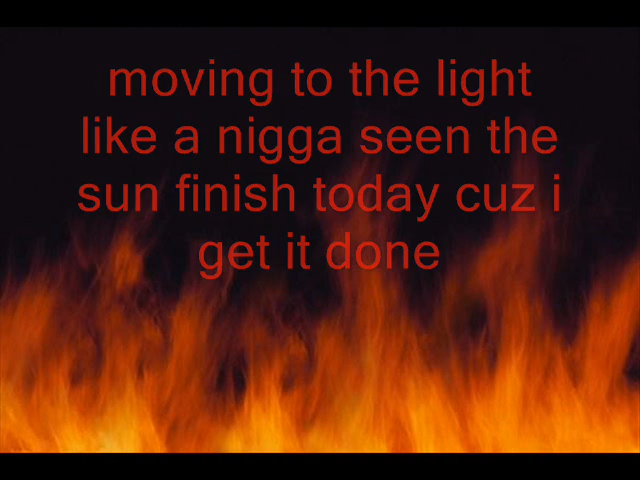 moving to the light
like a nigga seen the
sun finish today cuz i
get it done